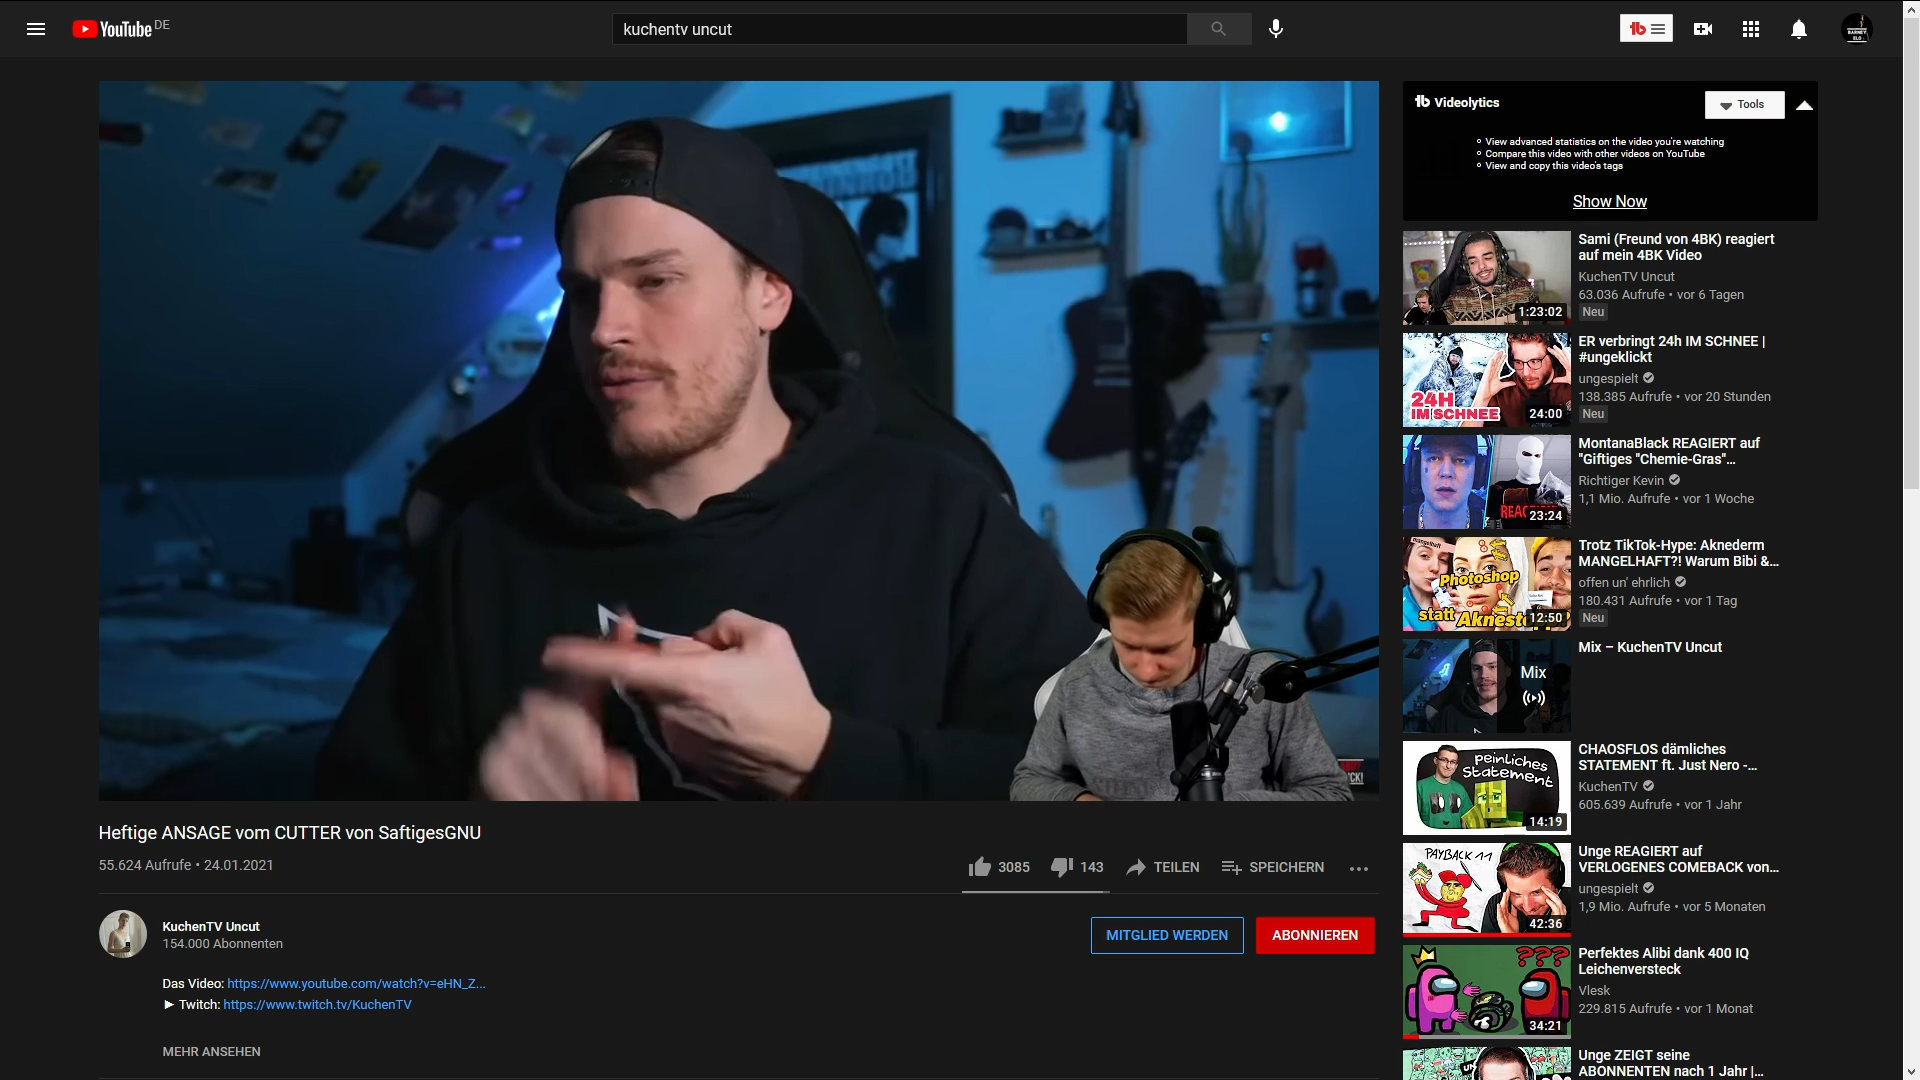 YouTube DE
kuchentv uncut
BARNEY
ELO
Videolytics
Tools
View advanced statistics on the video you're watching
Compare this video with other videos on YouTube
View and copy this video's tags
Show Now
Heftige ANSAGE vom CUTTER von SaftigesGNU
55.624 Aufrufe • 24.01.2021
3085
143
TEILEN
SPEICHERN
KuchenTV Uncut
154.000 Abonnenten
MITGLIED WERDEN
ABONNIEREN
Das Video: https://www.youtube.com/watch?v=eHN_Z...
► Twitch: https://www.twitch.tv/KuchenTV
MEHR ANSEHEN
1:23:02
Sami (Freund von 4BK) reagiert
auf mein 4BK Video
KuchenTV Uncut
63.036 Aufrufe • vor 6 Tagen
Neu
24H
IM SCHNEE
24:00
ER verbringt 24h IM SCHNEE |
#ungeklickt
ungespielt
138.385 Aufrufe • vor 20 Stunden
Neu
23:24
MontanaBlack REAGIERT auf
"Giftiges "Chemie-Gras"...
Richtiger Kevin
1,1 Mio. Aufrufe • vor 1 Woche
mangelhaft
Photoshop
statt
12:50
Trotz TikTok-Hype: Aknederm
MANGELHAFT?! Warum Bibi &...
offen un' ehrlich
180.431 Aufrufe • vor 1 Tag
Neu
Mix
Mix – KuchenTV Uncut
peinliches
Statement
14:19
CHAOSFLOS dämliches
STATEMENT ft. Just Nero -...
KuchenTV
605.639 Aufrufe • vor 1 Jahr
PAYBACK 11
42:36
Unge REAGIERT auf
VERLOGENES COMEBACK von...
ungespielt
1,9 Mio. Aufrufe • vor 5 Monaten
???
34:21
Perfektes Alibi dank 400 IQ
Leichenversteck
Vlesk
229.815 Aufrufe • vor 1 Monat
Unge ZEIGT seine
ABONNENTEN nach 1 Jahr |...